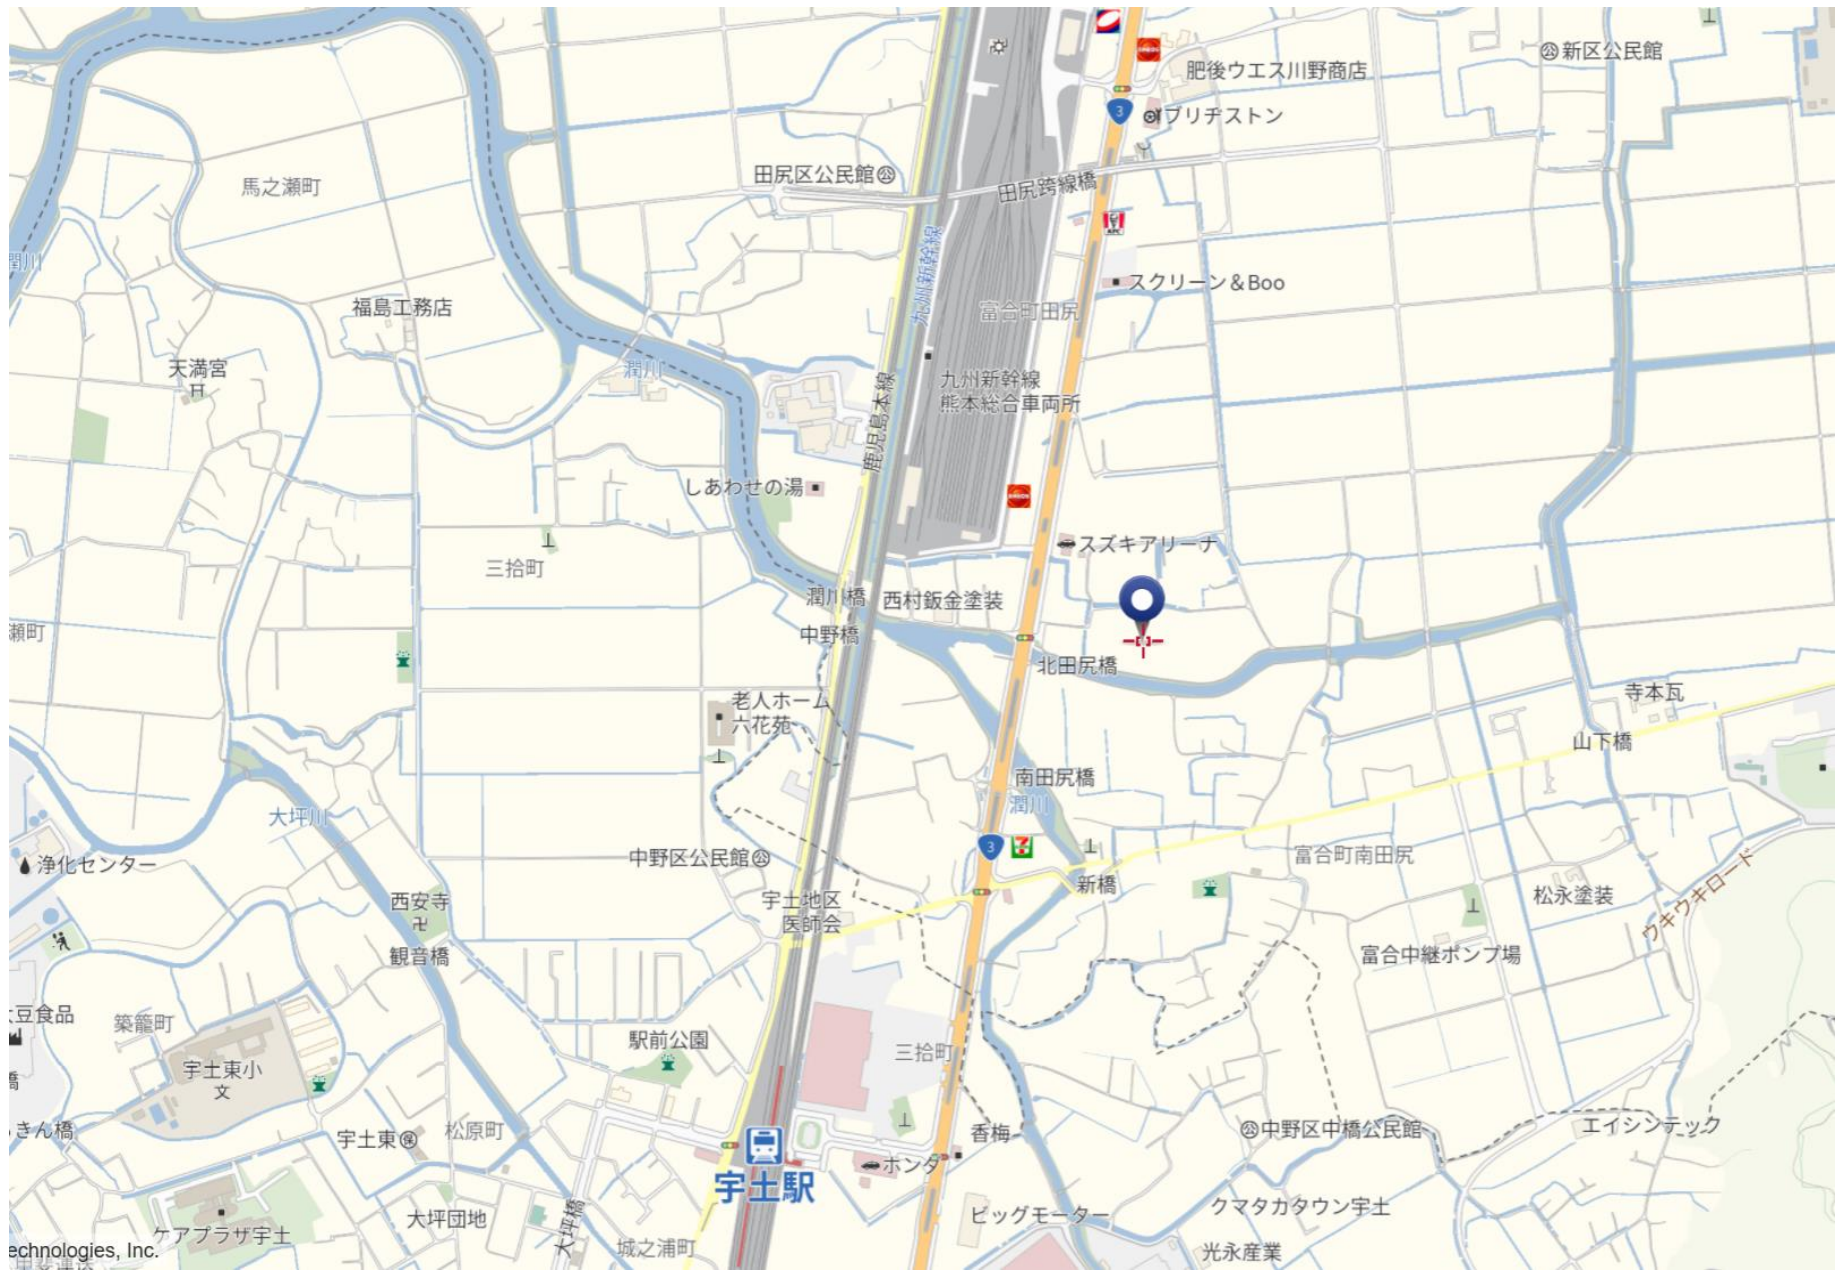 新区公民館
肥後ウエス川野商店
3
ブリヂストン
田尻区公民館
田尻跨線橋
馬之瀬町
KFC
潤川
九州新幹線
スクリーン&Boo
福島工務店
富合町田尻
天満宮
潤川
九州新幹線
熊本総合車両所
鹿児島本線
しあわせの湯
スズキアリーナ
三拾町
潤川橋
西村鈑金塗装
瀬町
中野橋
北田尻橋
老人ホーム
六花苑
寺本瓦
山下橋
南田尻橋
潤川
大坪川
3
7
浄化センター
中野区公民館
富合町南田尻
新橋
松永塗装
宇土地区
医師会
西安寺
ウキウキロード
観音橋
富合中継ポンプ場
豆食品
築籠町
駅前公園
三拾町
宇土東小
文
橋
きん橋
宇土東
保
松原町
香梅
中野区中橋公民館
エイシンテック
ホンダ
宇土駅
大坪団地
大坪橋
ビッグモーター
クマタカタウン宇土
ケアプラザ宇土
城之浦町
光永産業
echnologies, Inc.